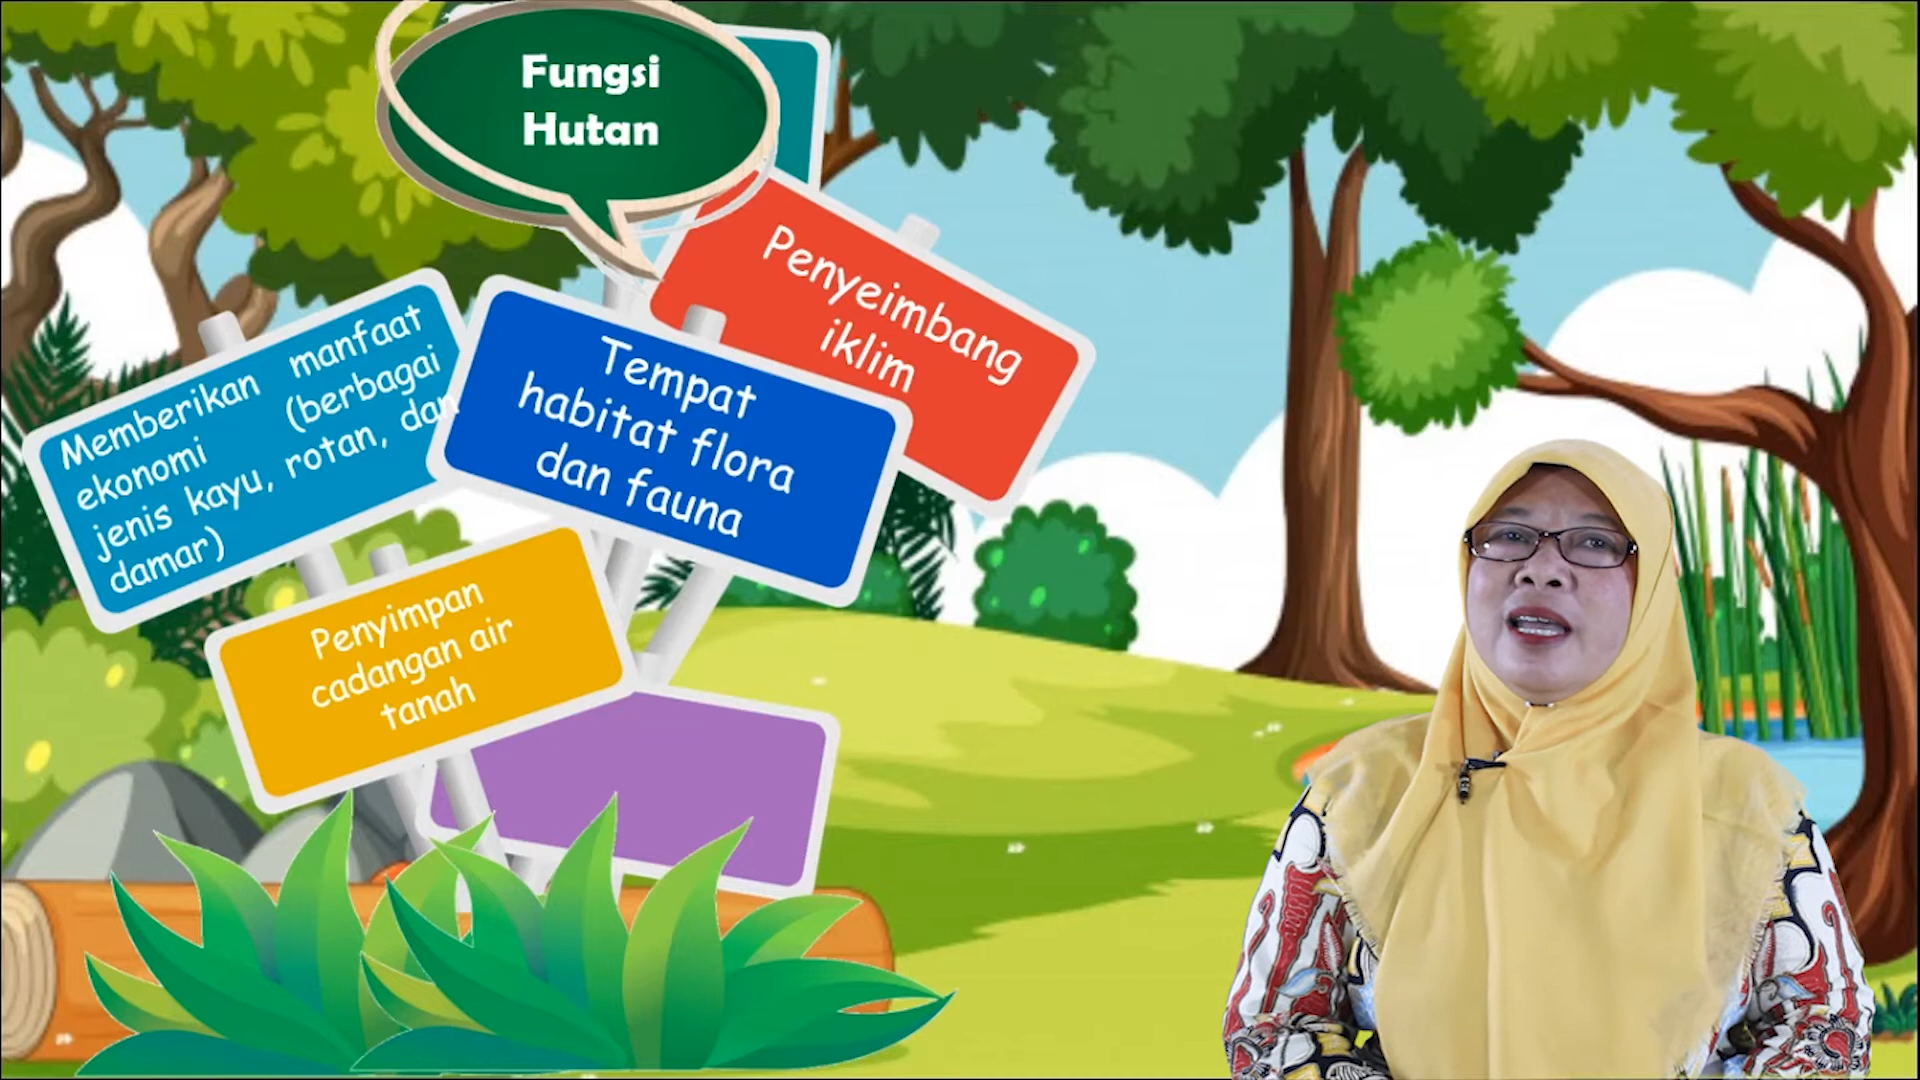 Fungsi
Hutan
Penyeimbang
iklim
Memberikan manfaat
ekonomi (berbagai
jenis kayu, rotan, dan
damar)
Tempat
habitat flora
dan fauna
Penyimpan
cadangan air
tanah